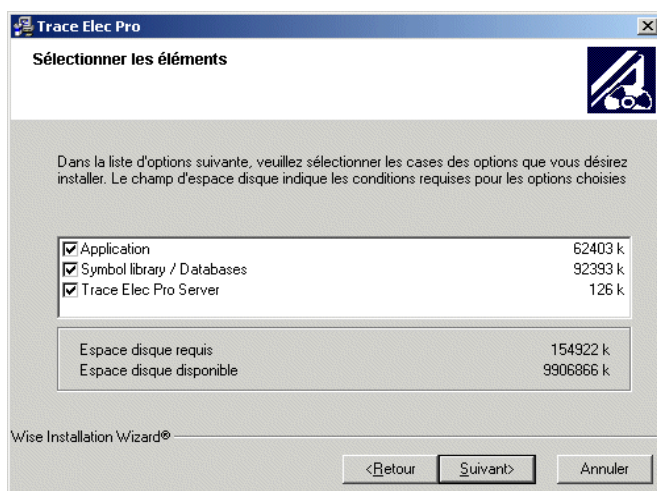 Trace Elec Pro
Sélectionner les éléments
Dans la liste d'options suivante, veuillez sélectionner les cases des options que vous désirez
installer. Le champ d'espace disque indique les conditions requises pour les options choisies
Application 62403 k
Symbol library / Databases 92393 k
Trace Elec Pro Server 126 k
Espace disque requis 154922 k
Espace disque disponible 9906866 k
Wise Installation Wizard®
<Retour Suivant> Annuler